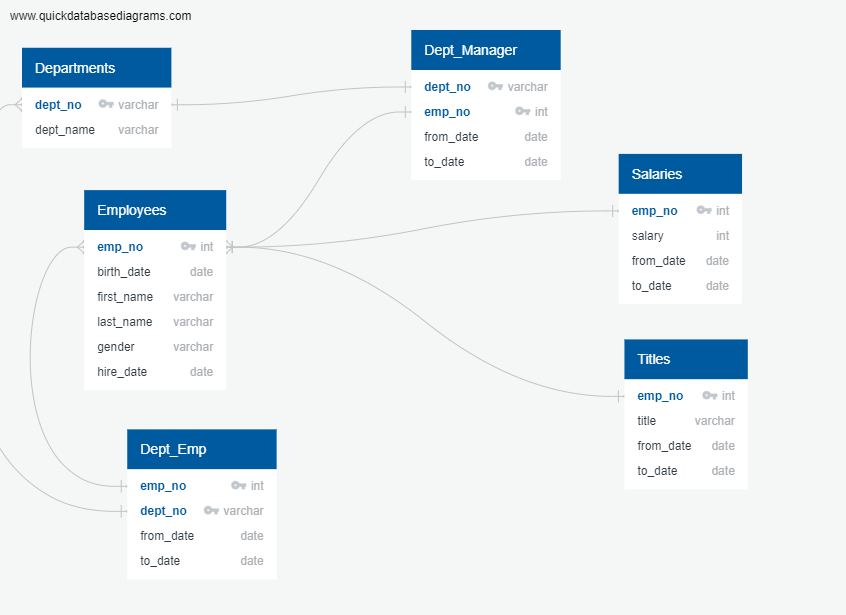 www.quickdatabasediagrams.com
Departments
dept_no varchar
dept_name varchar
Dept_Manager
dept_no varchar
emp_no int
from_date date
to_date date
Employees
emp_no int
birth_date date
first_name varchar
last_name varchar
gender varchar
hire_date date
Salaries
emp_no int
salary int
from_date date
to_date date
Titles
emp_no int
title varchar
from_date date
to_date date
Dept_Emp
emp_no int
dept_no varchar
from_date date
to_date date